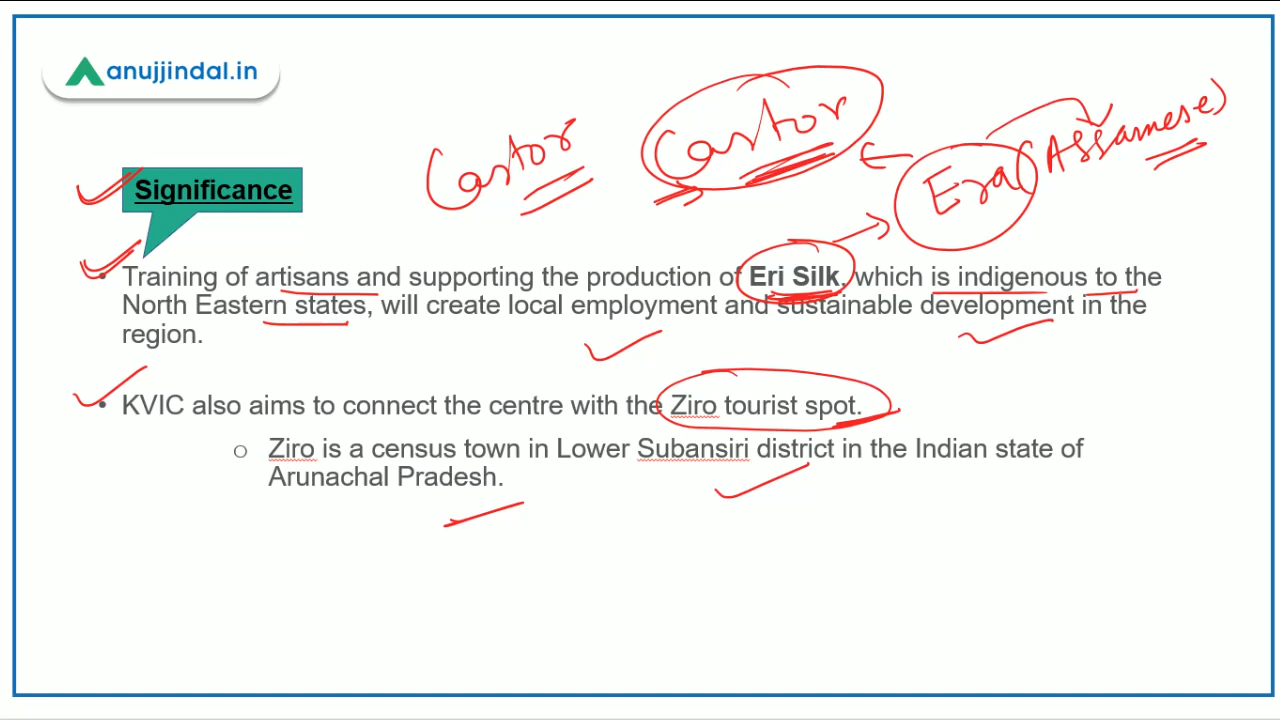 anujjindal.in
Castor Castor Era (Assamese)
Significance
• Training of artisans and supporting the production of Eri Silk, which is indigenous to the
North Eastern states, will create local employment and sustainable development in the
region.
• KVIC also aims to connect the centre with the Ziro tourist spot.
o Ziro is a census town in Lower Subansiri district in the Indian state of
Arunachal Pradesh.